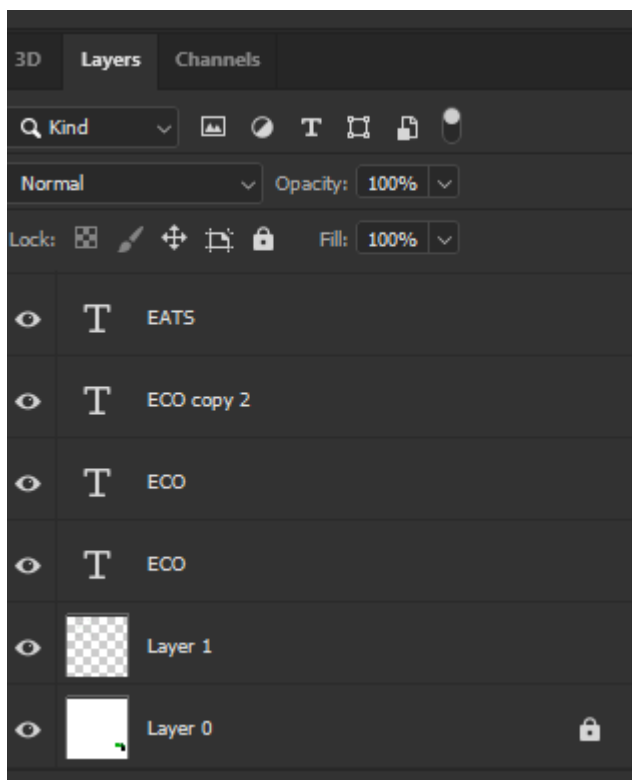 3D Layers Channels
Kind T
Normal Opacity: 100%
Lock: Fill: 100%
T EATS
T ECO copy 2
T ECO
T ECO
Layer 1
Layer 0